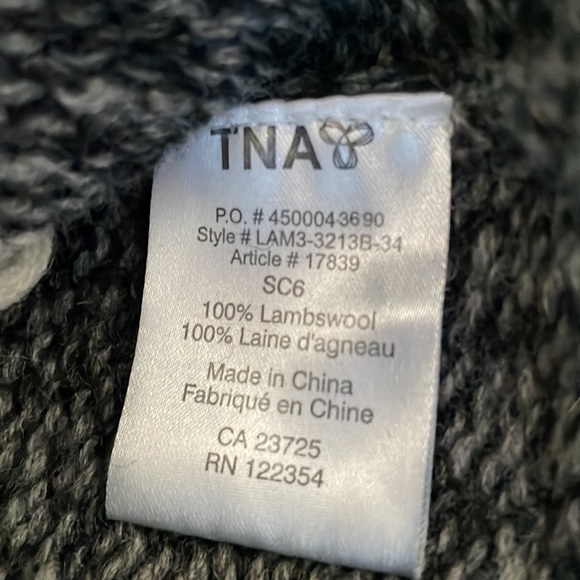 TNA
P.O. # 4500043690
Style # LAM3-3213B-34
Article # 17839
SC6
100% Lambswool
100% Laine d'agneau
Made in China
Fabriqué en Chine
CA 23725
RN 122354